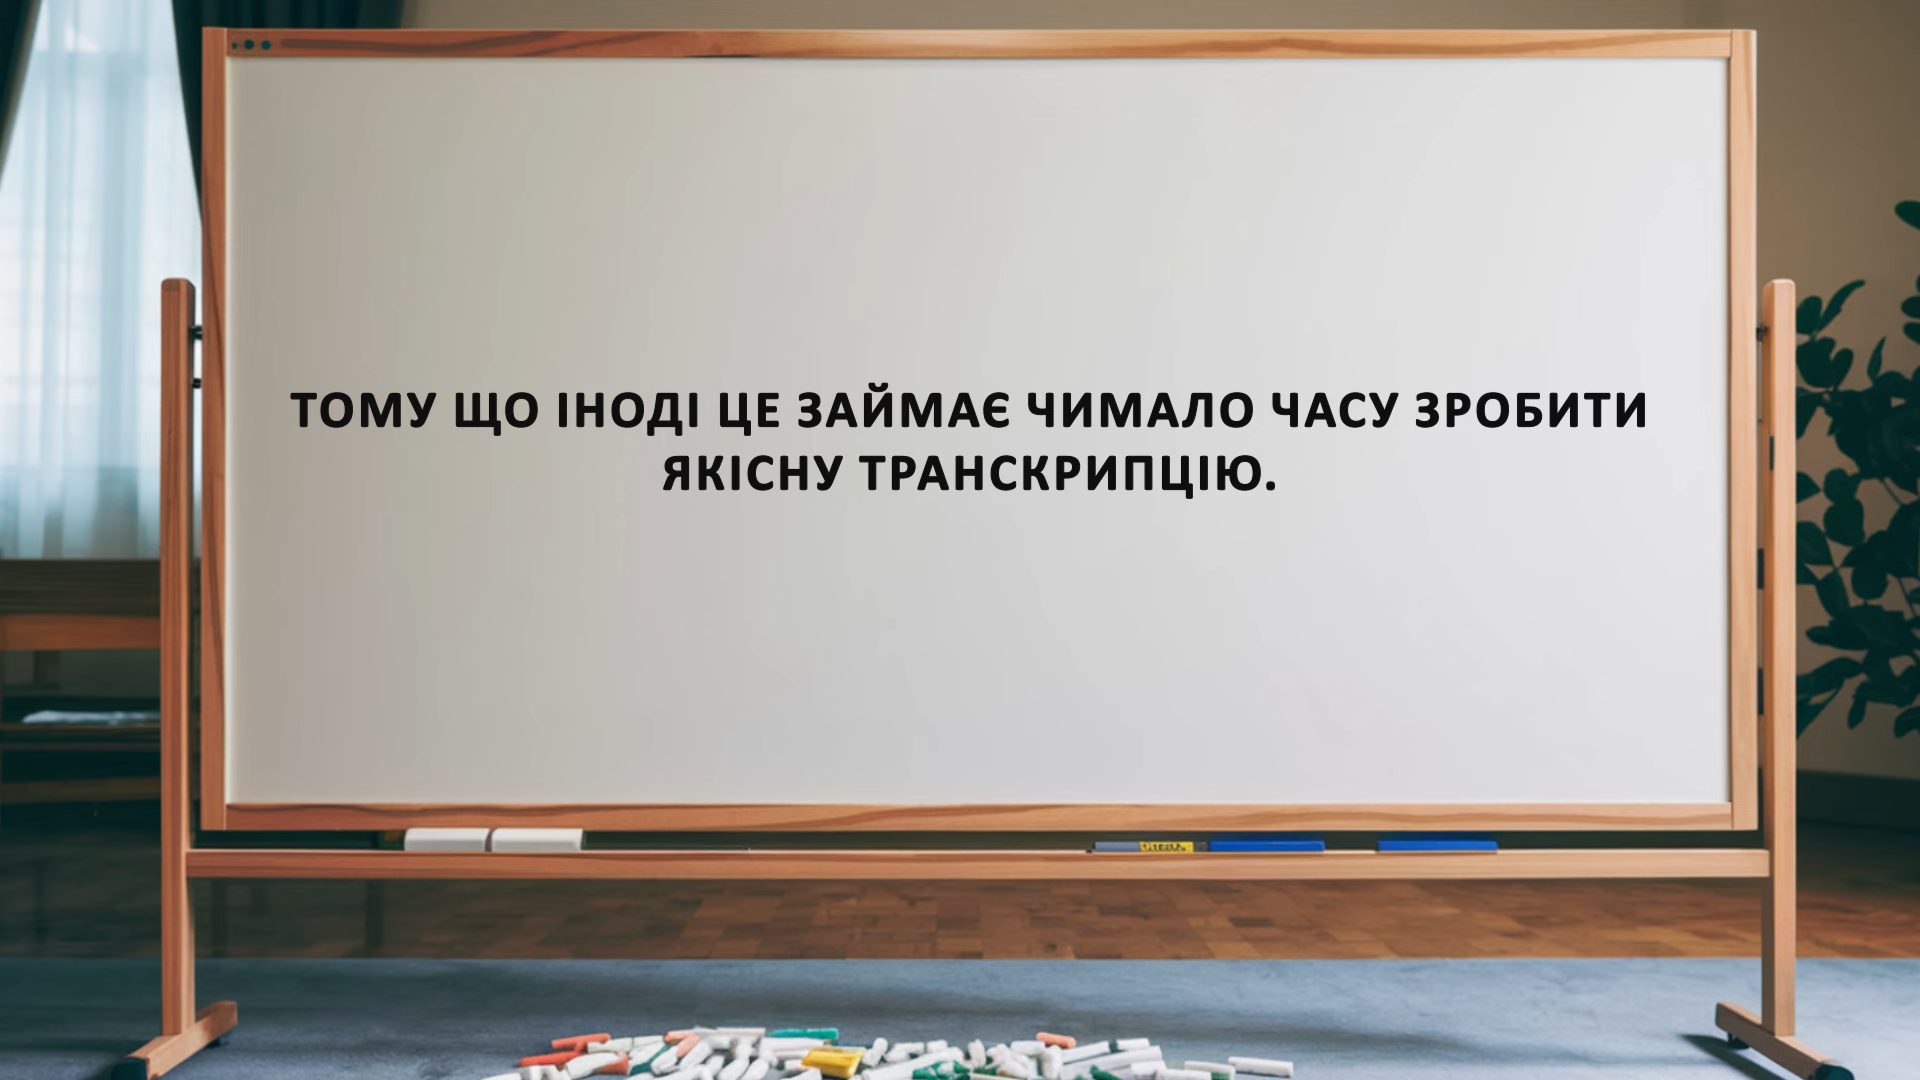 ТОМУ ЩО ІНОДІ ЦЕ ЗАЙМАЄ ЧИМАЛО ЧАСУ ЗРОБИТИ
ЯКІСНУ ТРАНСКРИПЦІЮ.